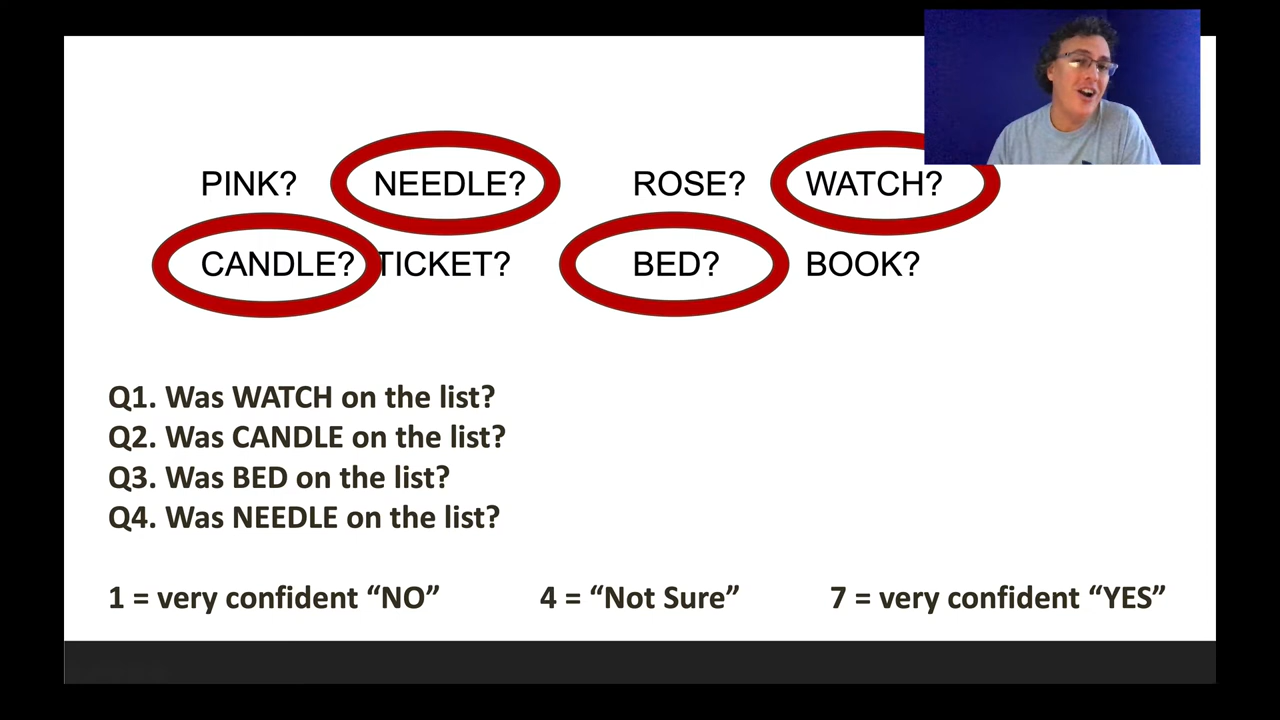 PINK? NEEDLE? ROSE? WATCH?
CANDLE? TICKET? BED? BOOK?
Q1. Was WATCH on the list?
Q2. Was CANDLE on the list?
Q3. Was BED on the list?
Q4. Was NEEDLE on the list?
1 = very confident “NO” 4 = “Not Sure” 7 = very confident “YES”